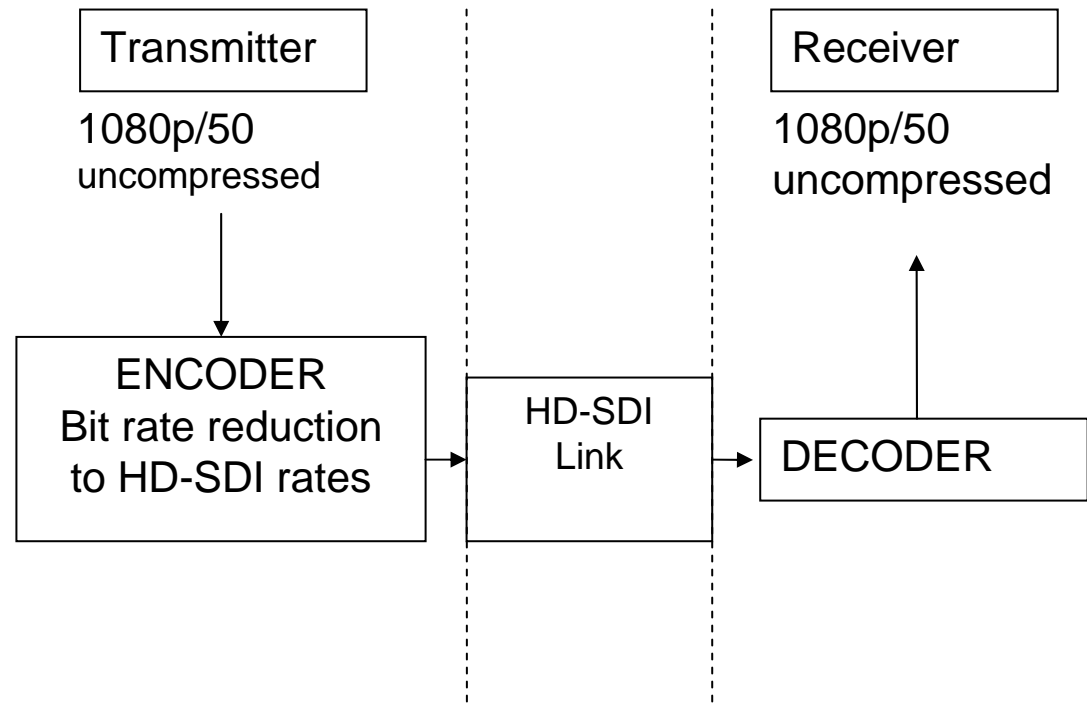 Transmitter
1080p/50
uncompressed
ENCODER
Bit rate reduction
to HD-SDI rates
HD-SDI
Link
Receiver
1080p/50
uncompressed
DECODER